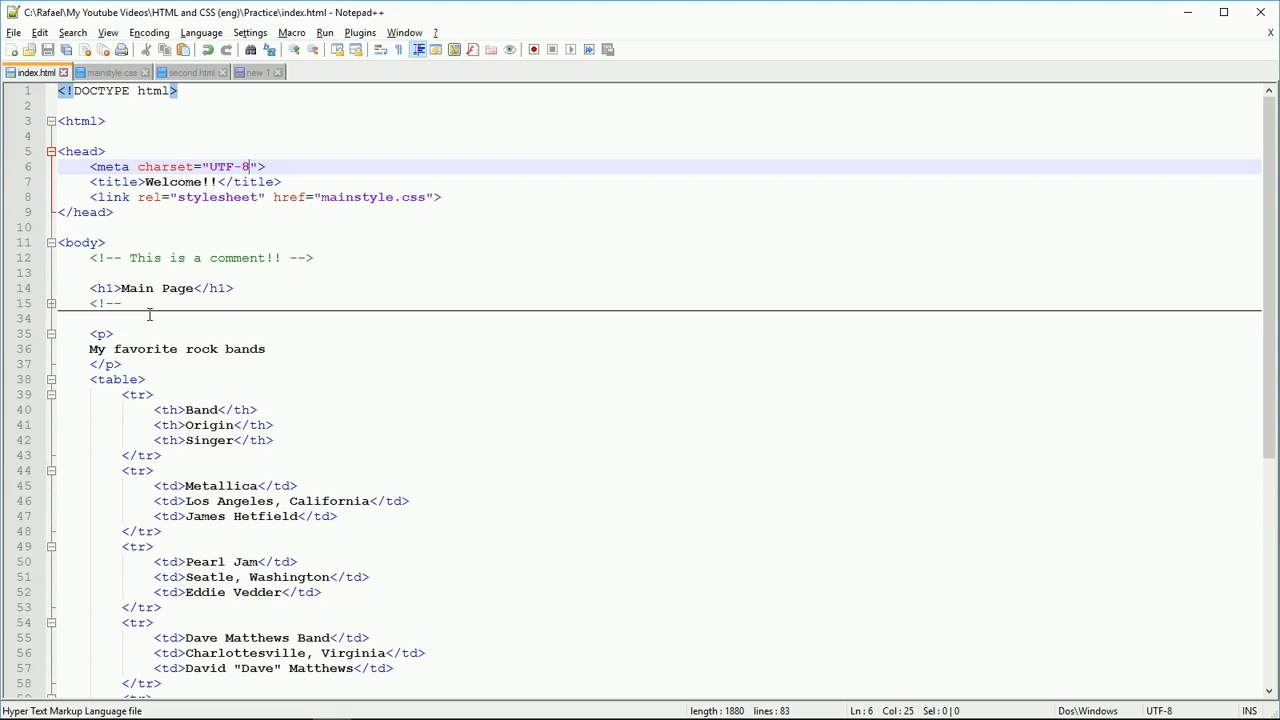 C:\Rafael\My Youtube Videos\HTML and CSS (eng)\Practice\index.html - Notepad++
File Edit Search View Encoding Language Settings Macro Run Plugins Window ? X
index.html mainstyle.css second.html new 1
1 <!DOCTYPE html>
2
3 <html>
4
5 <head>
6 <meta charset="UTF-8">
7 <title>Welcome!!</title>
8 <link rel="stylesheet" href="mainstyle.css">
9 </head>
10
11 <body>
12 <!-- This is a comment!! -->
13
14 <h1>Main Page</h1>
15 <!--
34
35 <p>
36 My favorite rock bands
37 </p>
38 <table>
39 <tr>
40 <th>Band</th>
41 <th>Origin</th>
42 <th>Singer</th>
43 </tr>
44 <tr>
45 <td>Metallica</td>
46 <td>Los Angeles, California</td>
47 <td>James Hetfield</td>
48 </tr>
49 <tr>
50 <td>Pearl Jam</td>
51 <td>Seatle, Washington</td>
52 <td>Eddie Vedder</td>
53 </tr>
54 <tr>
55 <td>Dave Matthews Band</td>
56 <td>Charlottesville, Virginia</td>
57 <td>David "Dave" Matthews</td>
58 </tr>
<tr>
Hyper Text Markup Language file length : 1880 lines : 83 Ln : 6 Col : 25 Sel : 0 | 0 Dos\Windows UTF-8 INS